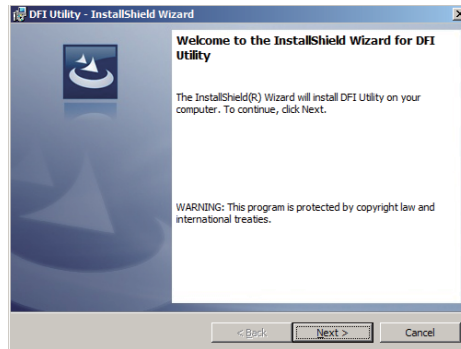 DFI Utility - InstallShield Wizard
Welcome to the InstallShield Wizard for DFI
Utility
The InstallShield(R) Wizard will install DFI Utility on your
computer. To continue, click Next.
WARNING: This program is protected by copyright law and
international treaties.
< Back Next > Cancel